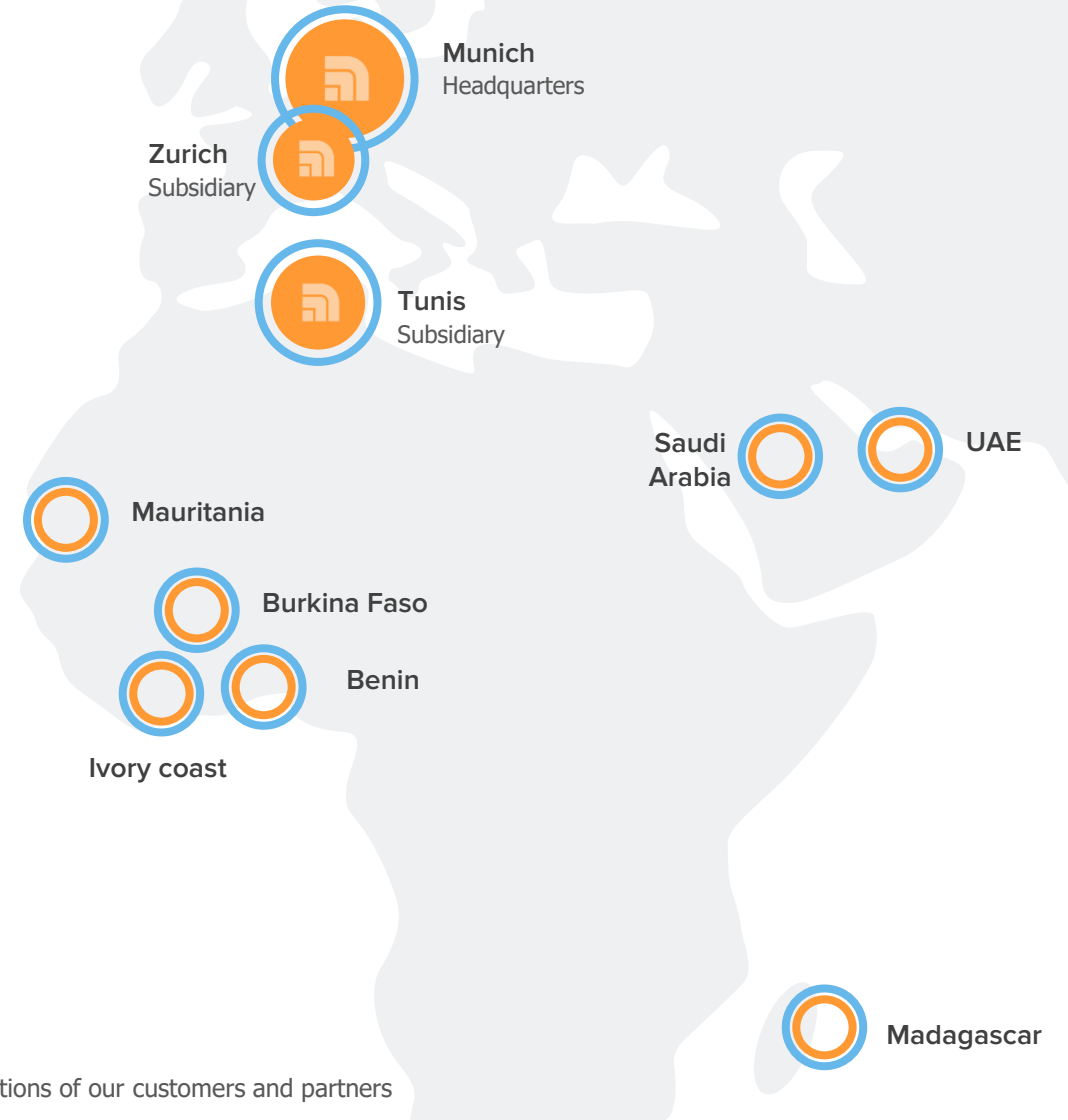 Munich
Headquarters
Zurich
Subsidiary
Tunis
Subsidiary
Saudi
Arabia
UAE
Mauritania
Burkina Faso
Benin
Ivory coast
Madagascar
tions of our customers and partners